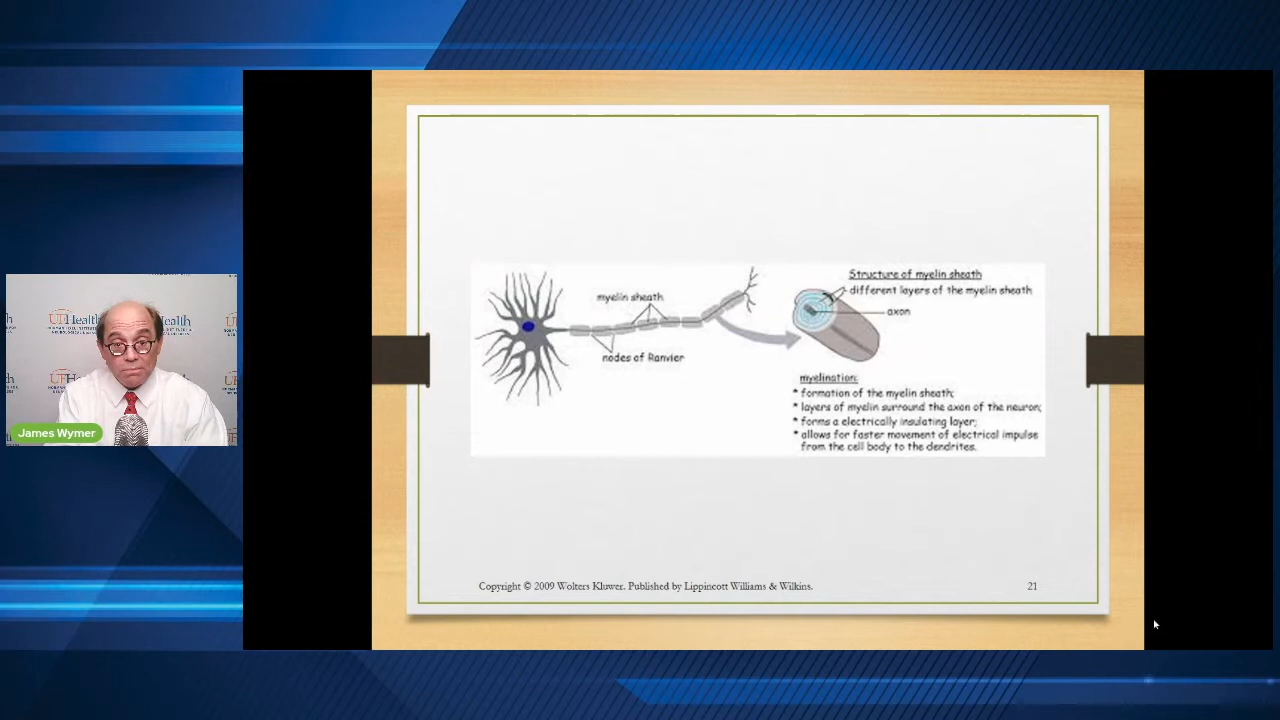 UFHealth
Health
James Wymer
myelin sheath
nodes of Ranvier
Structure of myelin sheath
different layers of the myelin sheath
axon
myelination:
* formation of the myelin sheath;
* layers of myelin surround the axon of the neuron;
* forms a electrically insulating layer;
* allows for faster movement of electrical impulse
from the cell body to the dendrites.
Copyright © 2009 Wolters Kluwer. Published by Lippincott Williams & Wilkins.
21